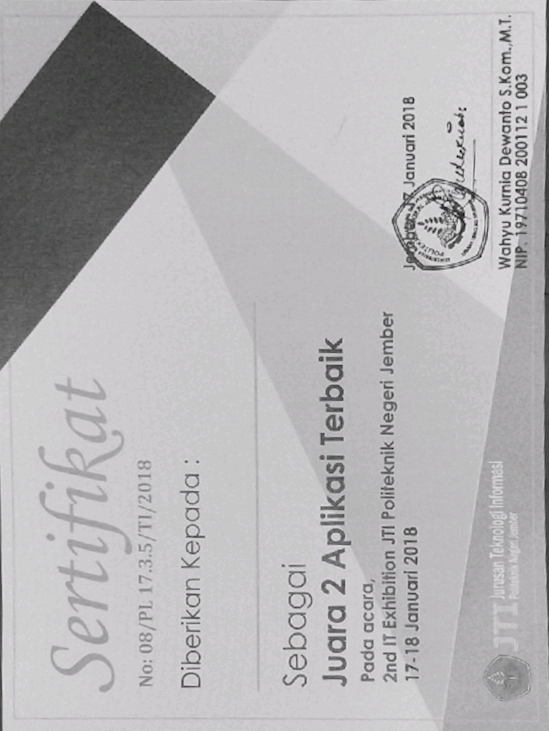 Sertifikat
No: 08/PL 17.3.5/TI/2018
Diberikan Kepada :
Sebagai
Juara 2 Aplikasi Terbaik
Pada acara,
2nd IT Exhibition JTI Politeknik Negeri Jember
17-18 Januari 2018
Januari 2018
Wahyu Kurnia Dewanto S.Kom.,M.T.
NIP. 19710408 200112 1 003
JTI Jurusan Teknologi Informasi
Politeknik Negeri Jember